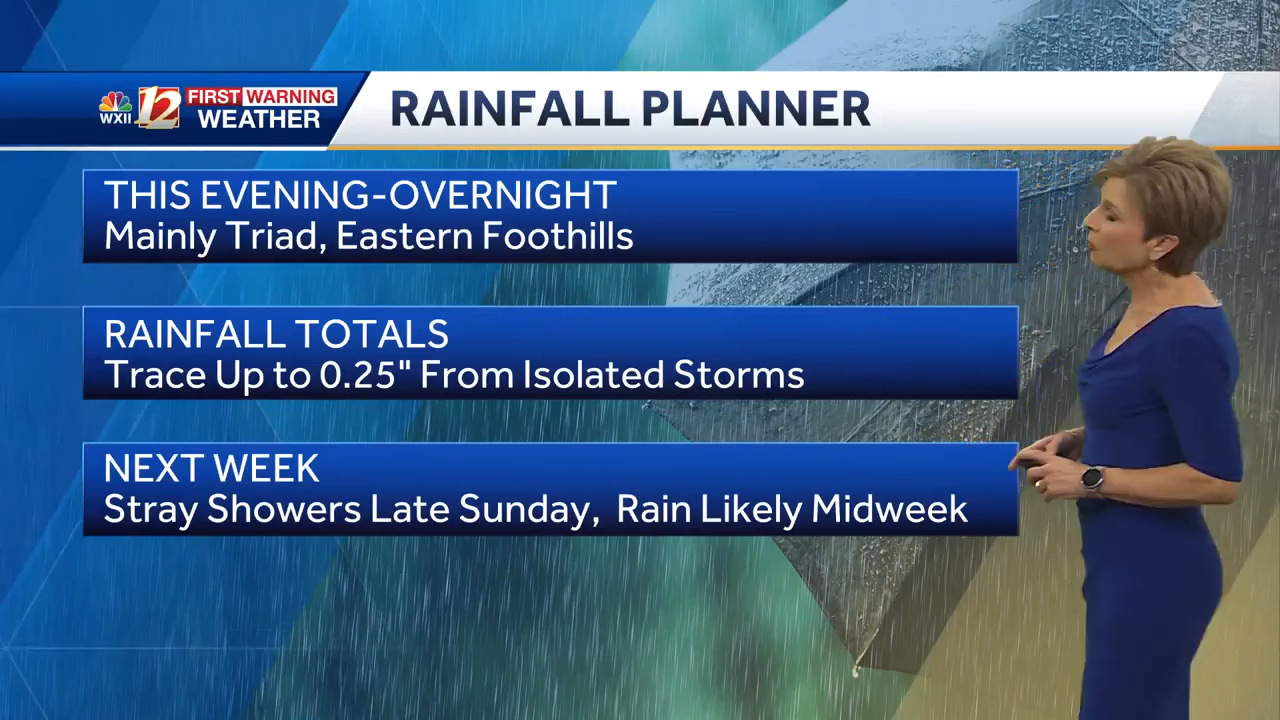 WXII 12 FIRST WARNING
WEATHER
RAINFALL PLANNER
THIS EVENING-OVERNIGHT
Mainly Triad, Eastern Foothills
RAINFALL TOTALS
Trace Up to 0.25" From Isolated Storms
NEXT WEEK
Stray Showers Late Sunday, Rain Likely Midweek